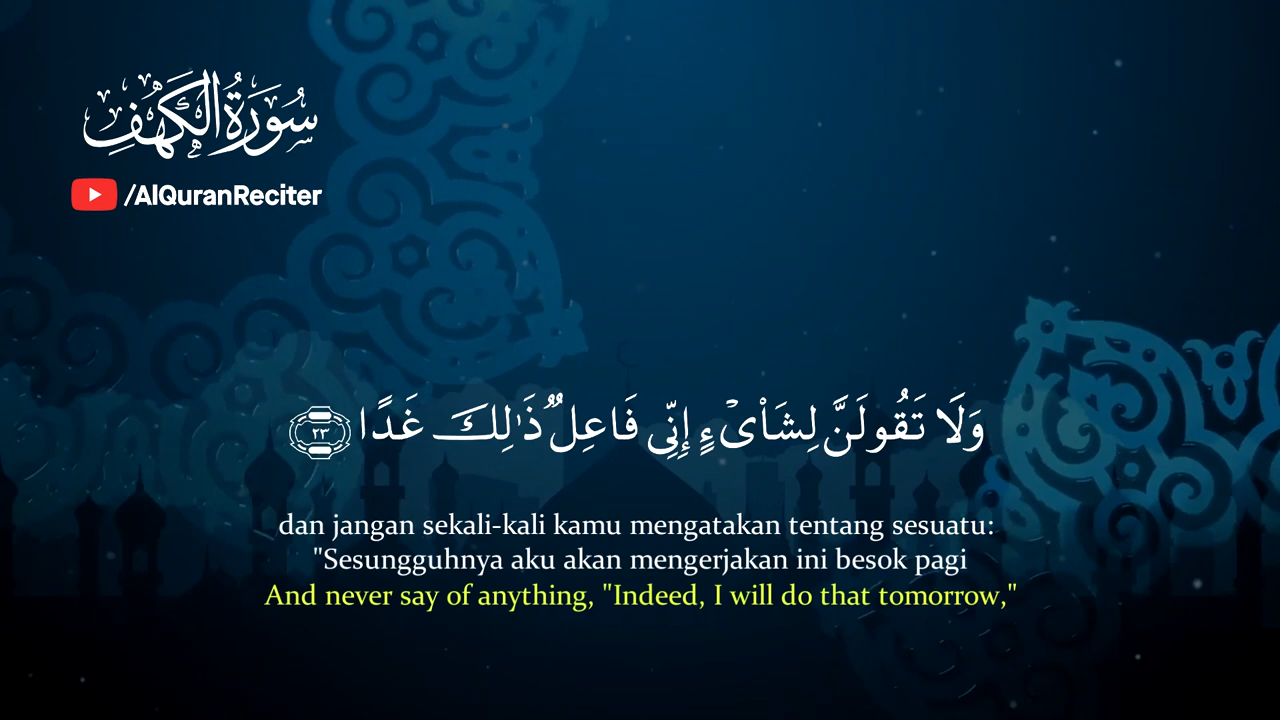 سُورَةُ الْكَهْفِ
/AlQuranReciter
وَلَا تَقُولَنَّ لِشَا۟ىْءٍ إِنِّى فَاعِلٌ ذَٰلِكَ غَدًا ٢٣
dan jangan sekali-kali kamu mengatakan tentang sesuatu:
"Sesungguhnya aku akan mengerjakan ini besok pagi
And never say of anything, "Indeed, I will do that tomorrow,"